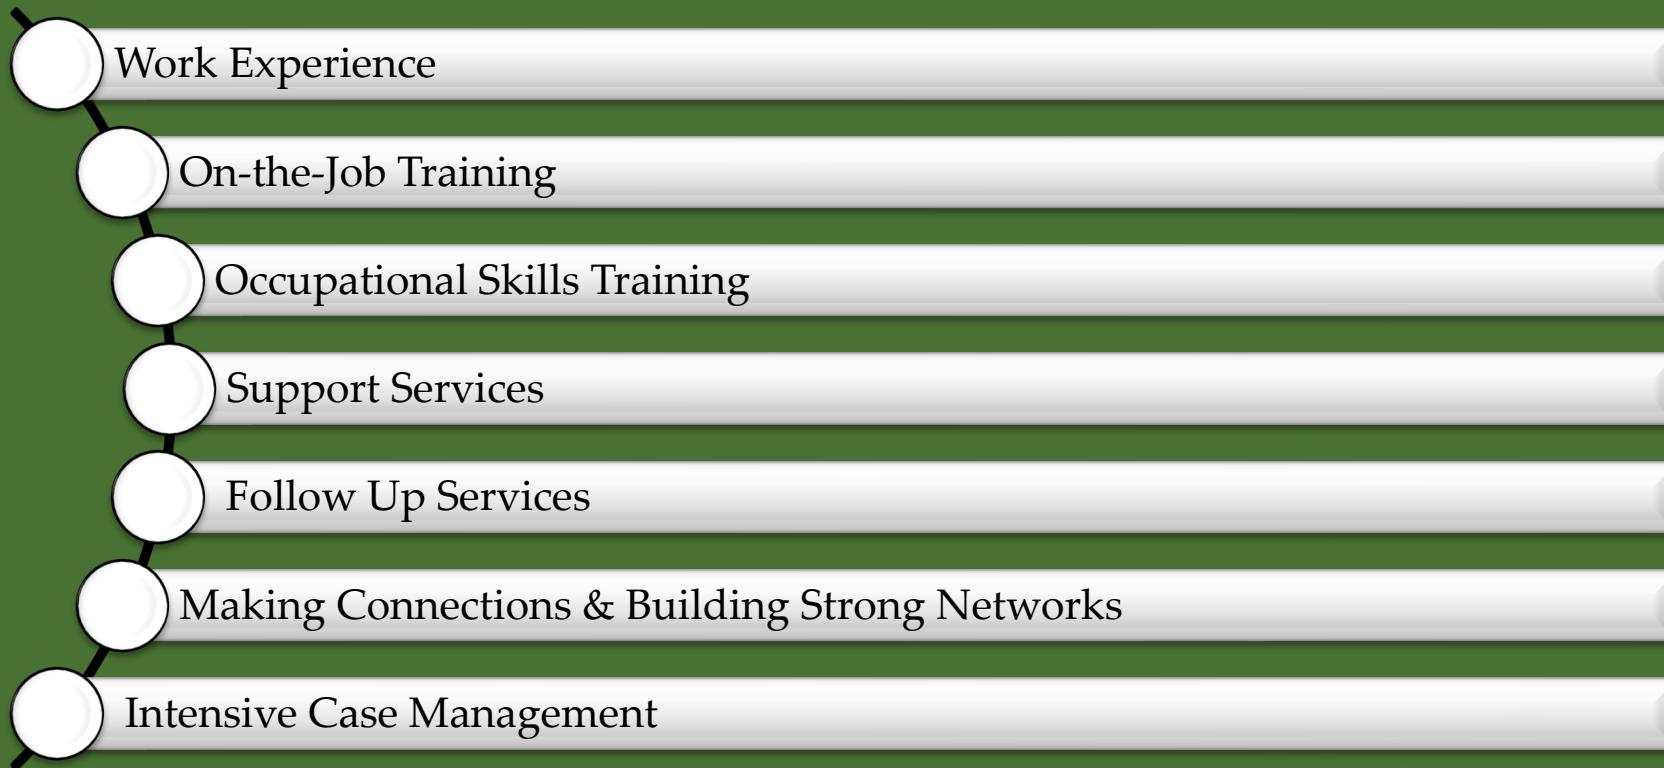 Work Experience
On-the-Job Training
Occupational Skills Training
Support Services
Follow Up Services
Making Connections & Building Strong Networks
Intensive Case Management